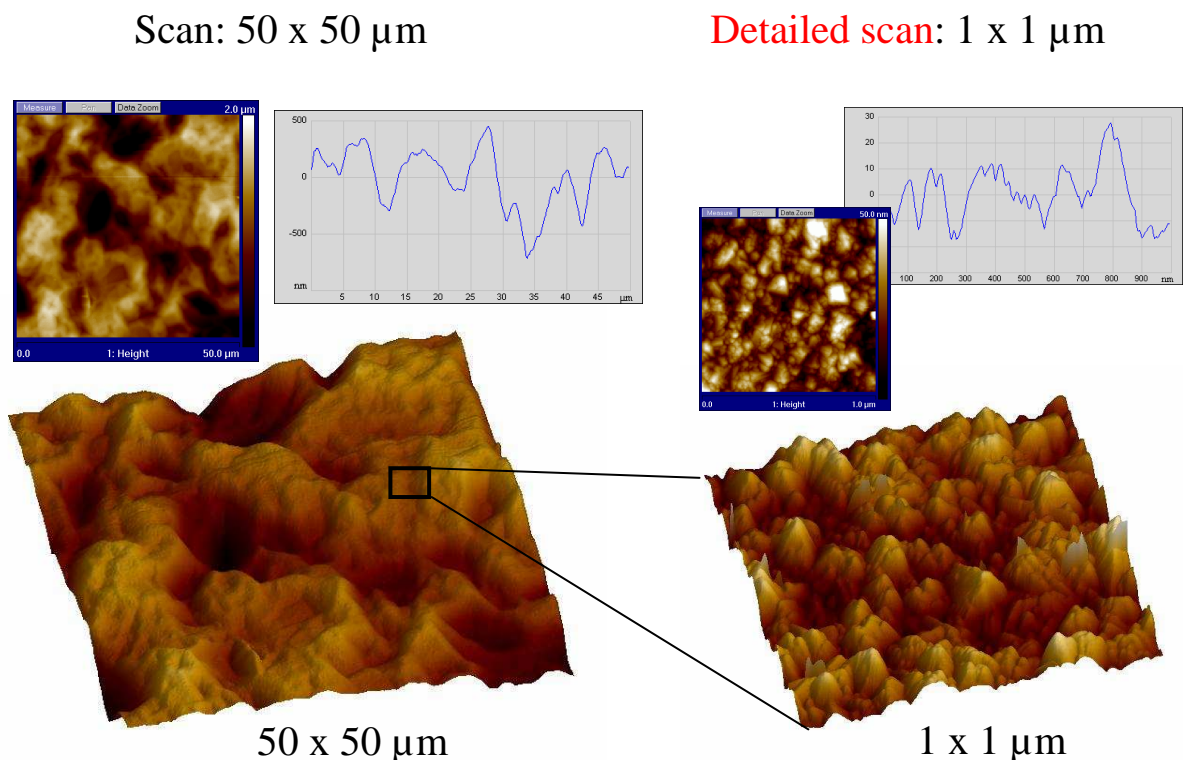 Scan: 50 x 50 µm
Detailed scan: 1 x 1 µm
Measure Pan Data Zoom 2.0 µm
0.0 1: Height 50.0 µm
500
0
-500
nm
5 10 15 20 25 30 35 40 45 µm
30
20
10
0
100 200 300 400 500 600 700 800 900 nm
Measure Data Zoom 50.0 nm
0.0 1: Height 1.0 µm
50 x 50 µm
1 x 1 µm